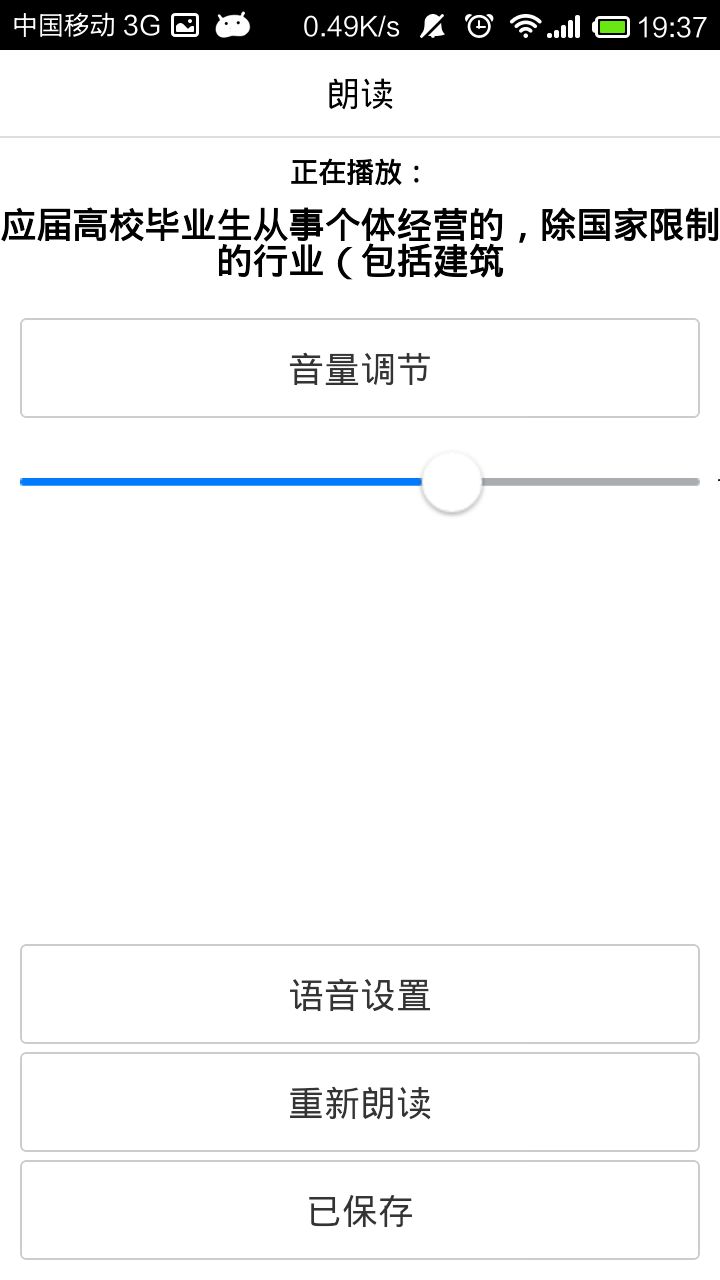 中国移动 3G 0.49K/s 19:37
朗读
正在播放：
应届高校毕业生从事个体经营的，除国家限制
的行业（包括建筑
音量调节
语音设置
重新朗读
已保存